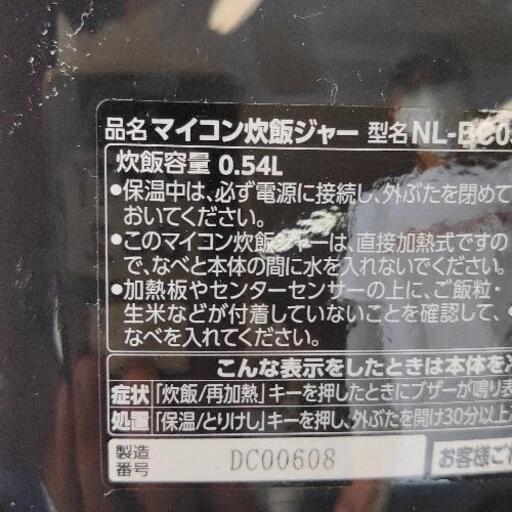 品名 マイコン炊飯ジャー 型名 NL-BC05
炊飯容量 0.54L
●保温中は、必ず電源に接続し、外ぶたを閉めて
おいてください。
●このマイコン炊飯ジャーは、直接加熱式ですの
で、なべと本体の間に水を入れないでください。
●加熱板やセンターセンサーの上に、ご飯粒・
生米などが付着していないことを確認して、
なべを入れてください。
こんな表示をしたときは本体を
症状 「炊飯/再加熱」キーを押したときにブザーが鳴り表
処置 「保温/とりけし」キーを押し、外ぶたを開け30分以上
製造
番号
DC00608
お客様ご